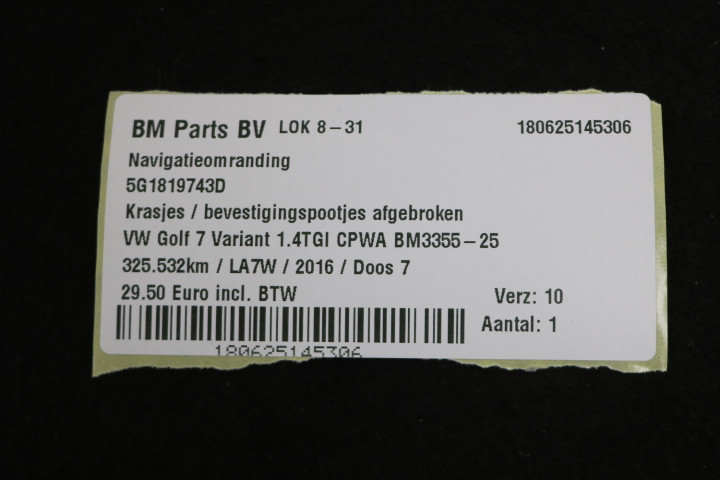 BM Parts BV LOK 8-31 180625145306
Navigatieomranding
5G1819743D
Krasjes / bevestigingspootjes afgebroken
VW Golf 7 Variant 1.4TGI CPWA BM3355-25
325.532km / LA7W / 2016 / Doos 7
29.50 Euro incl. BTW Verz: 10
Aantal: 1
180625145306